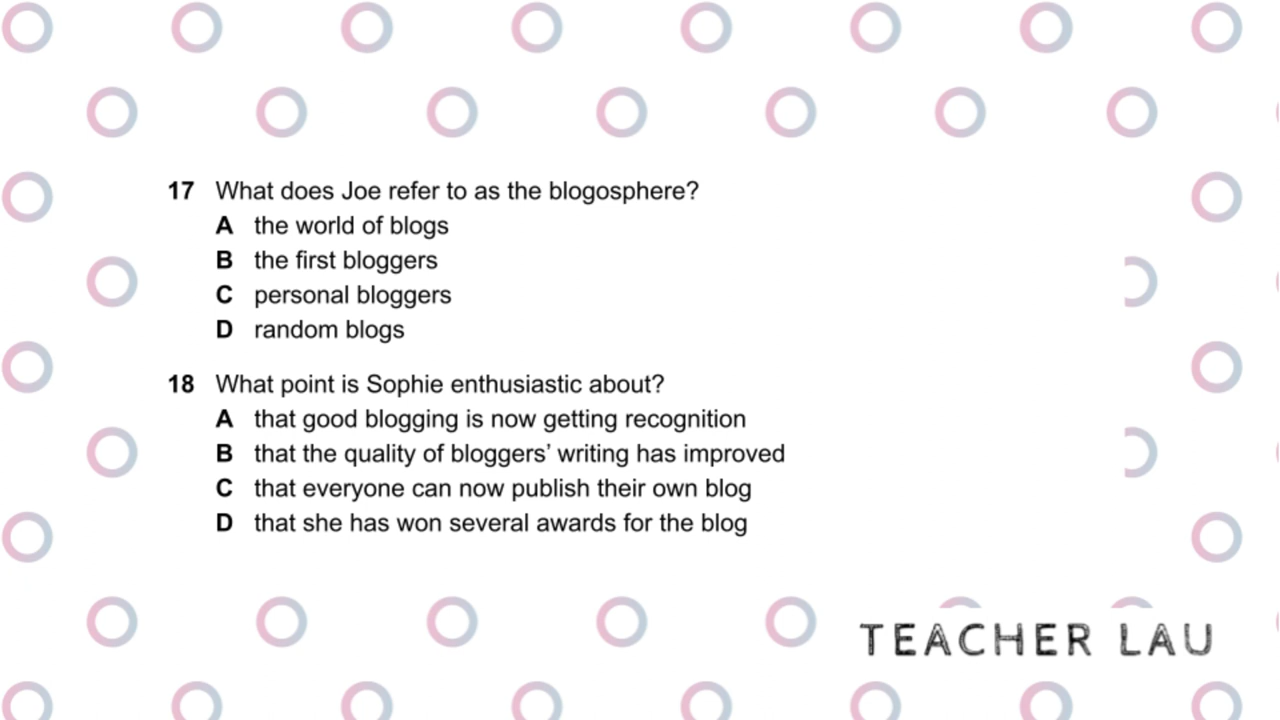 17 What does Joe refer to as the blogosphere?
A the world of blogs
B the first bloggers
C personal bloggers
D random blogs
18 What point is Sophie enthusiastic about?
A that good blogging is now getting recognition
B that the quality of bloggers’ writing has improved
C that everyone can now publish their own blog
D that she has won several awards for the blog
TEACHER LAU